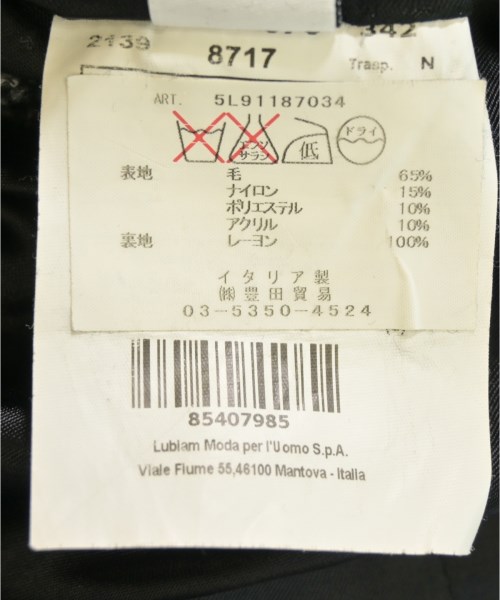 342
2139
8717
Trasp. N
ART. 5L91187034
エンソ サラシ 低 ドライ
表地 毛 65%
ナイロン 15%
ポリエステル 10%
アクリル 10%
裏地 レーヨン 100%
イタリア製
㈱豊田貿易
03-5350-4524
85407985
Lubiam Moda per l'Uomo S.p.A.
Viale Fiume 55,46100 Mantova - Italia